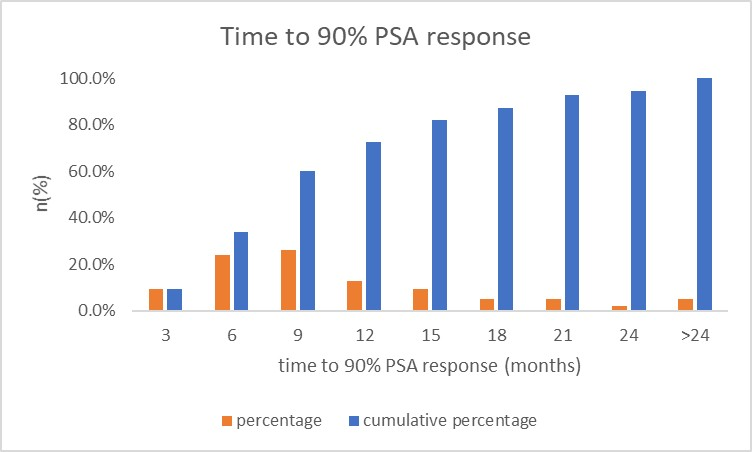 Time to 90% PSA response
100.0%
80.0%
60.0%
40.0%
20.0%
0.0%
n(%)
3 6 9 12 15 18 21 24 >24
time to 90% PSA response (months)
percentage cumulative percentage